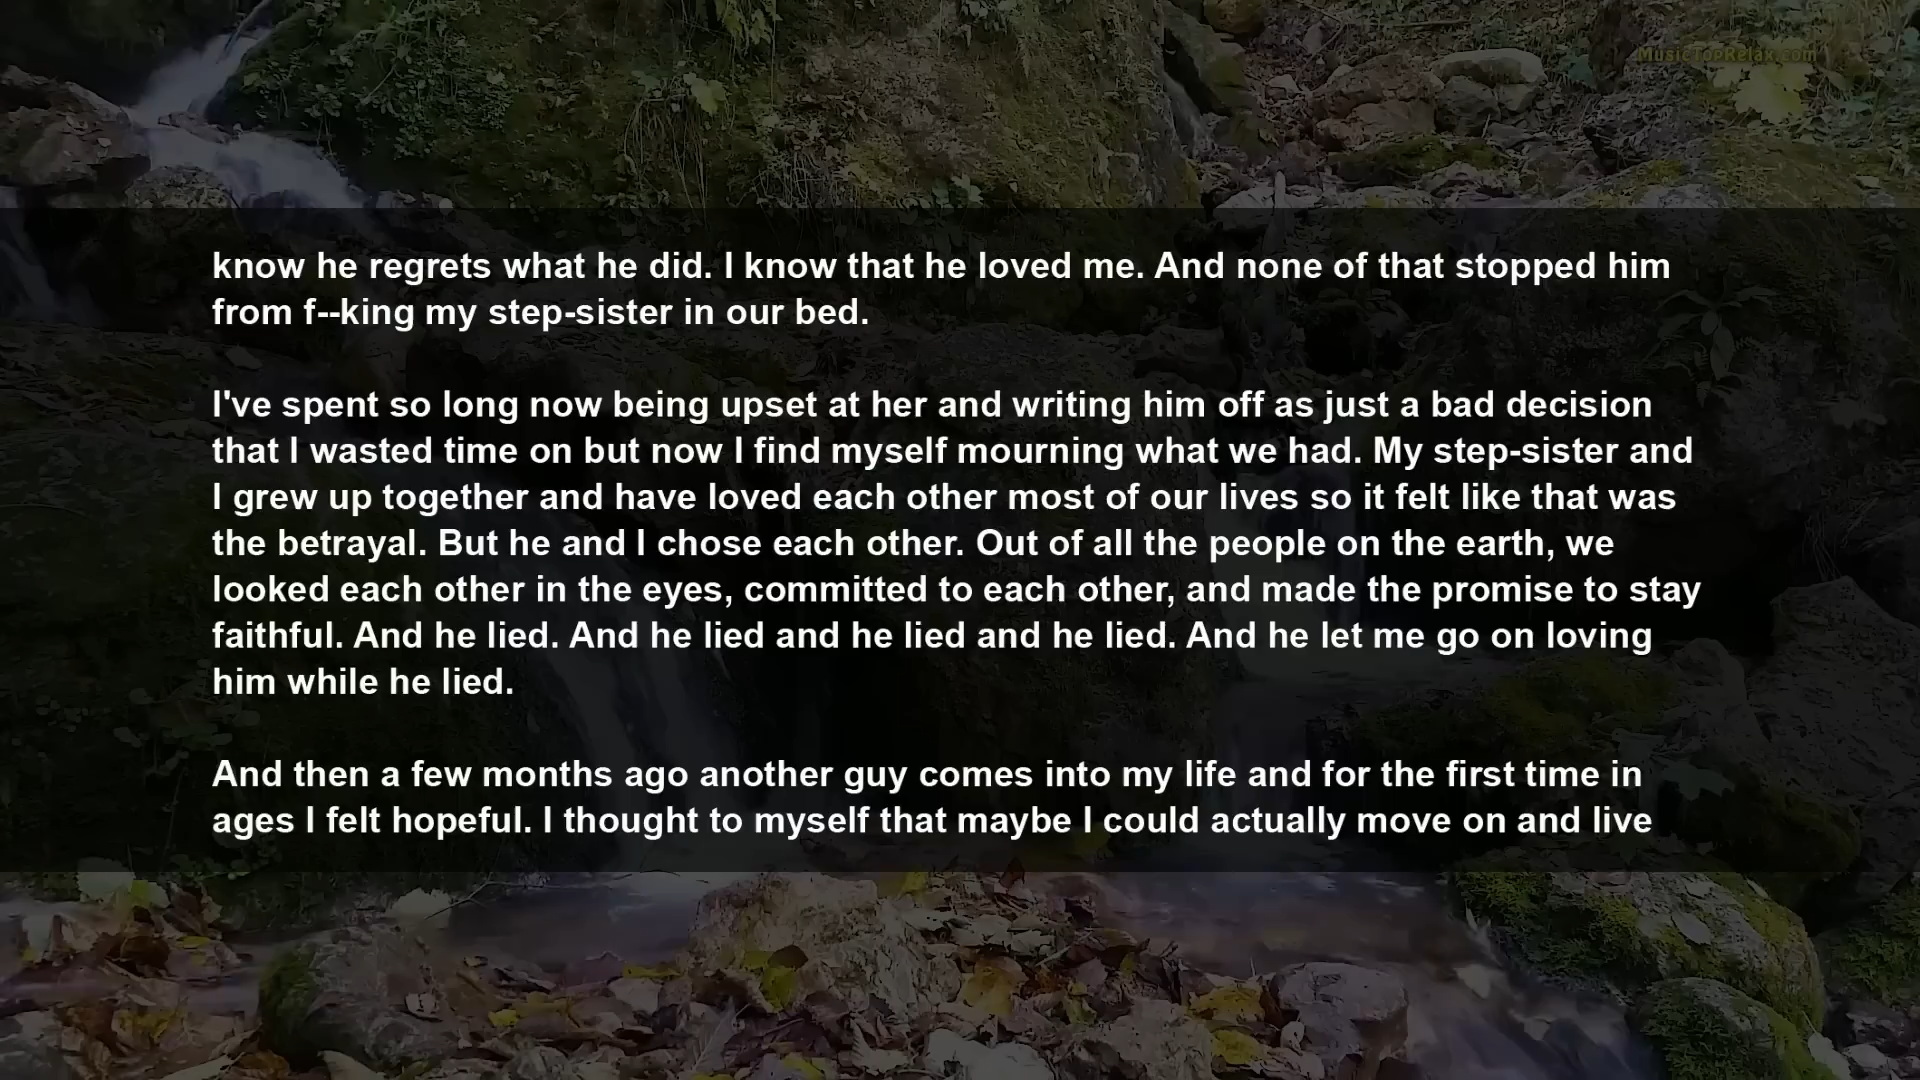 MusicTopRelax.com
know he regrets what he did. I know that he loved me. And none of that stopped him
from f--king my step-sister in our bed.
I've spent so long now being upset at her and writing him off as just a bad decision
that I wasted time on but now I find myself mourning what we had. My step-sister and
I grew up together and have loved each other most of our lives so it felt like that was
the betrayal. But he and I chose each other. Out of all the people on the earth, we
looked each other in the eyes, committed to each other, and made the promise to stay
faithful. And he lied. And he lied and he lied and he lied. And he let me go on loving
him while he lied.
And then a few months ago another guy comes into my life and for the first time in
ages I felt hopeful. I thought to myself that maybe I could actually move on and live